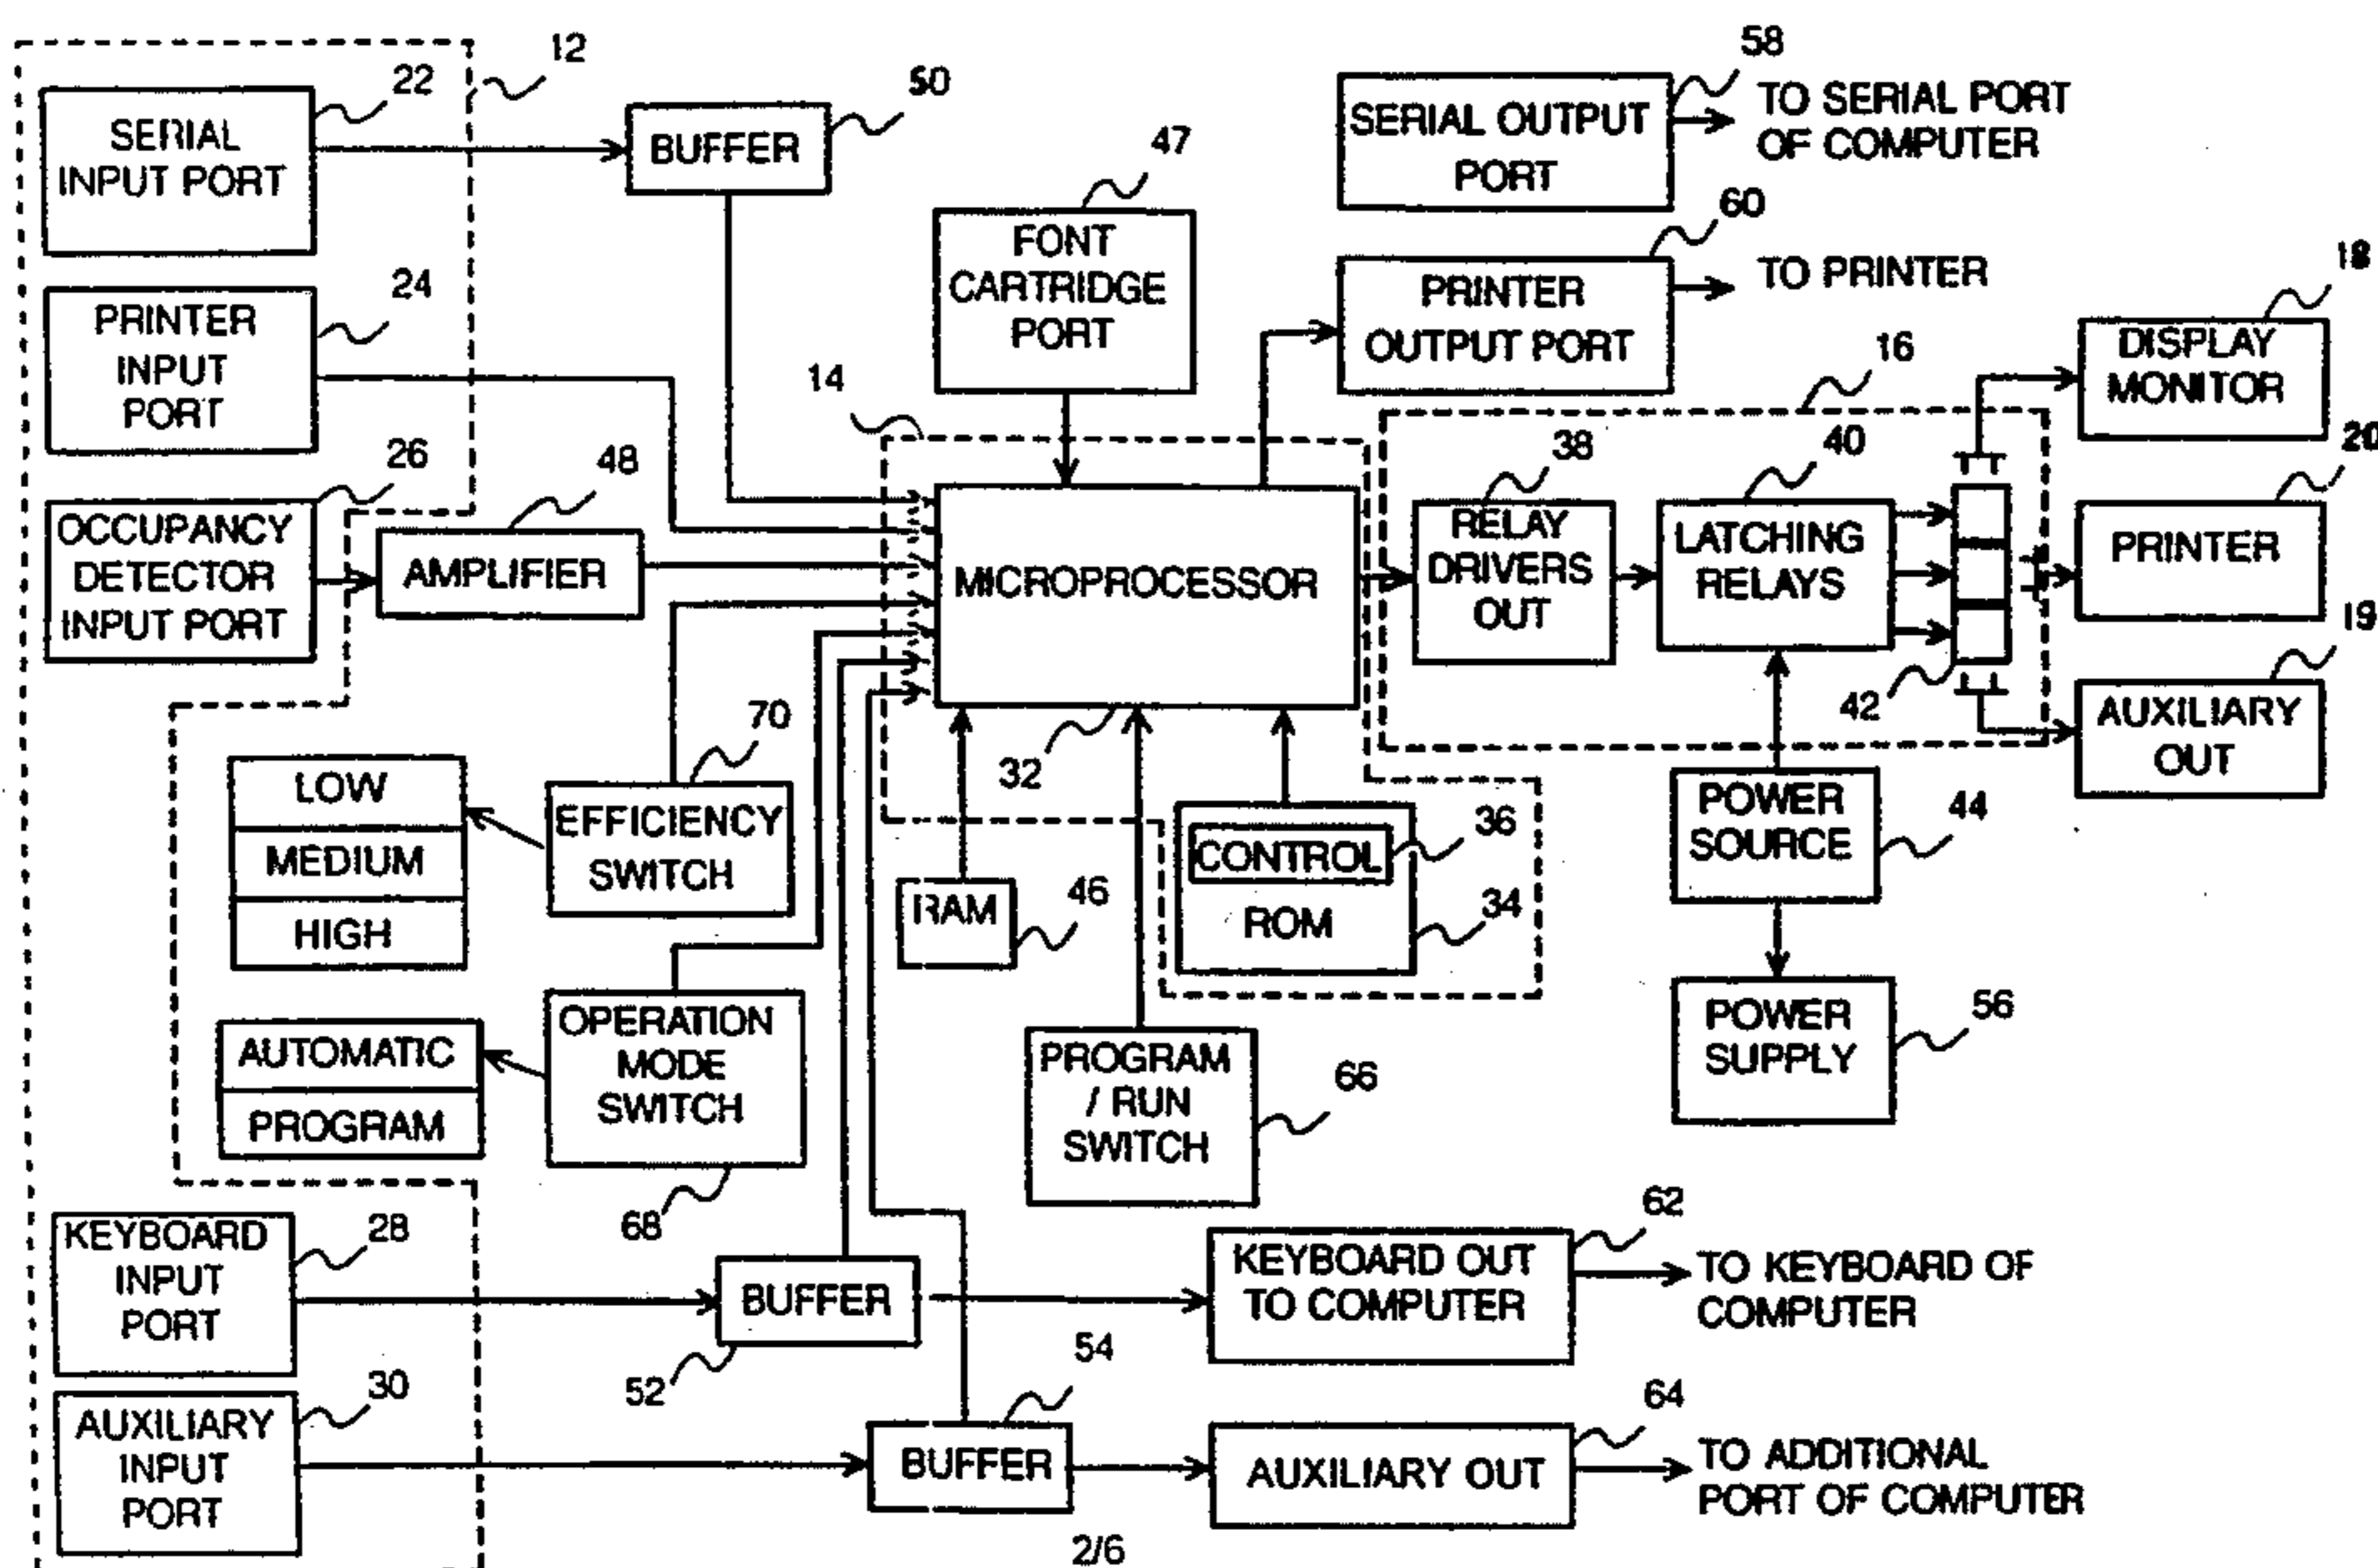 12
22
SERIAL
INPUT PORT
50
BUFFER
58
SERIAL OUTPUT
PORT
TO SERIAL PORT
OF COMPUTER
47
FONT
CARTRIDGE
PORT
60
PRINTER
OUTPUT PORT
TO PRINTER
24
PRINTER
INPUT
PORT
18
DISPLAY
MONITOR
14
16
26
OCCUPANCY
DETECTOR
INPUT PORT
48
AMPLIFIER
MICROPROCESSOR
32
38
RELAY
DRIVERS
OUT
40
LATCHING
RELAYS
42
20
PRINTER
19
AUXILIARY
OUT
LOW
MEDIUM
HIGH
70
EFFICIENCY
SWITCH
RAM
46
36
CONTROL
ROM
34
POWER
SOURCE
44
AUTOMATIC
PROGRAM
OPERATION
MODE
SWITCH
68
PROGRAM
/ RUN
SWITCH
66
POWER
SUPPLY
56
KEYBOARD
INPUT
PORT
28
BUFFER
52
62
KEYBOARD OUT
TO COMPUTER
TO KEYBOARD OF
COMPUTER
AUXILIARY
INPUT
PORT
30
54
BUFFER
64
AUXILIARY OUT
TO ADDITIONAL
PORT OF COMPUTER
2/6